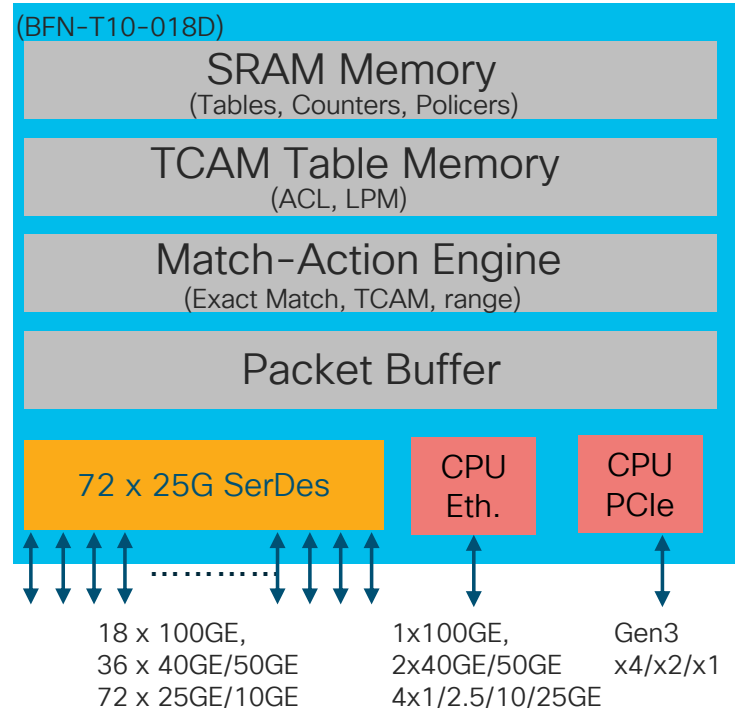 (BFN-T10-018D)
SRAM Memory
(Tables, Counters, Policers)
TCAM Table Memory
(ACL, LPM)
Match-Action Engine
(Exact Match, TCAM, range)
Packet Buffer
72 x 25G SerDes
CPU
Eth.
CPU
PCIe
18 x 100GE,
36 x 40GE/50GE
72 x 25GE/10GE
1x100GE,
2x40GE/50GE
4x1/2.5/10/25GE
Gen3
x4/x2/x1